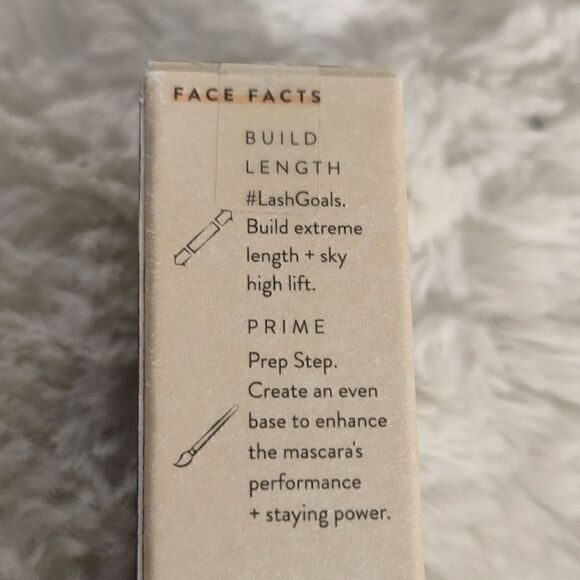 FACE FACTS
BUILD
LENGTH
#LashGoals.
Build extreme
length + sky
high lift.
PRIME
Prep Step.
Create an even
base to enhance
the mascara's
performance
+ staying power.